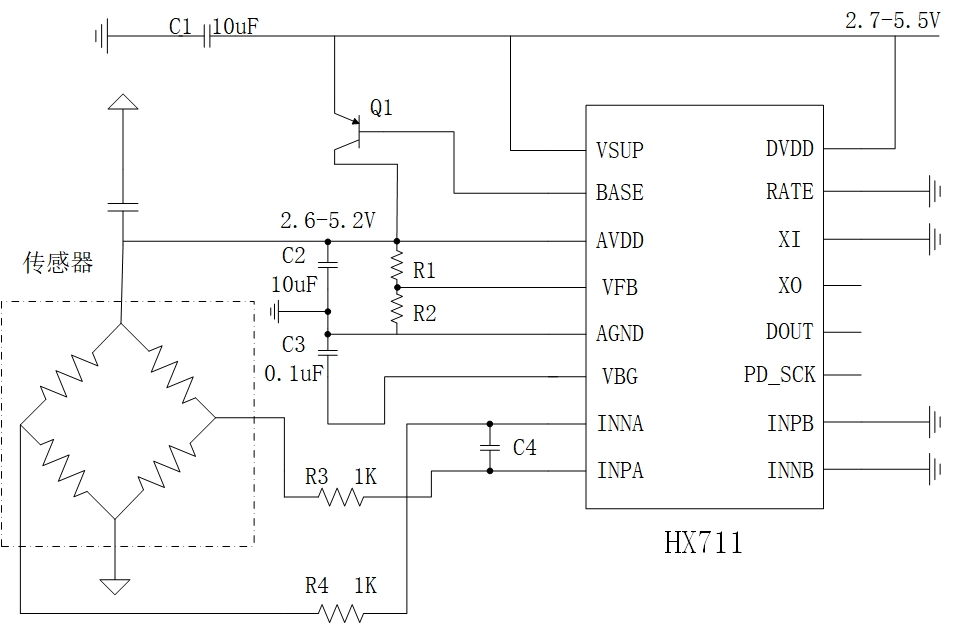 C1 10uF
2.7-5.5V
Q1
VSUP
DVDD
BASE
RATE
2.6-5.2V
AVDD
XI
传感器
C2
10uF
R1
VFB
XO
R2
AGND
DOUT
C3
0.1uF
VBG
PD_SCK
INNA
INPB
C4
R3 1K
INPA
INNB
HX711
R4 1K